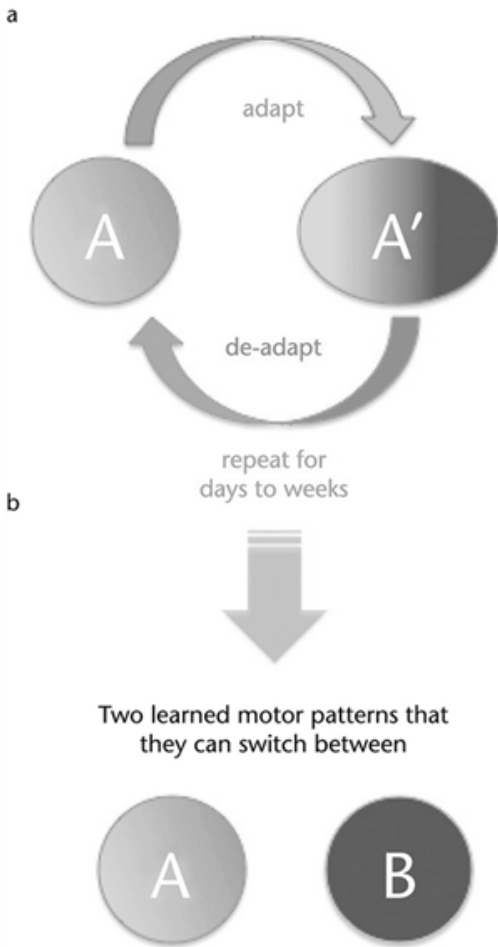 a
adapt
A
A′
de-adapt
repeat for
days to weeks
b
Two learned motor patterns that
they can switch between
A
B